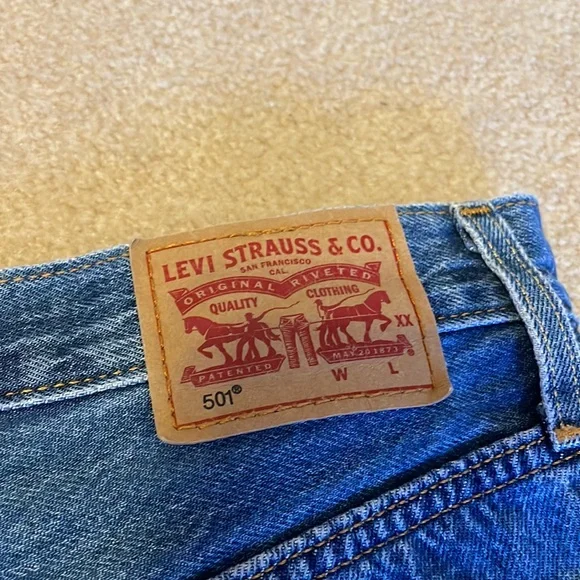 LEVI STRAUSS & CO.
SAN FRANCISCO
CAL.
ORIGINAL RIVETED
QUALITY CLOTHING
XX
PATENTED MAY 20 1873
501® W L